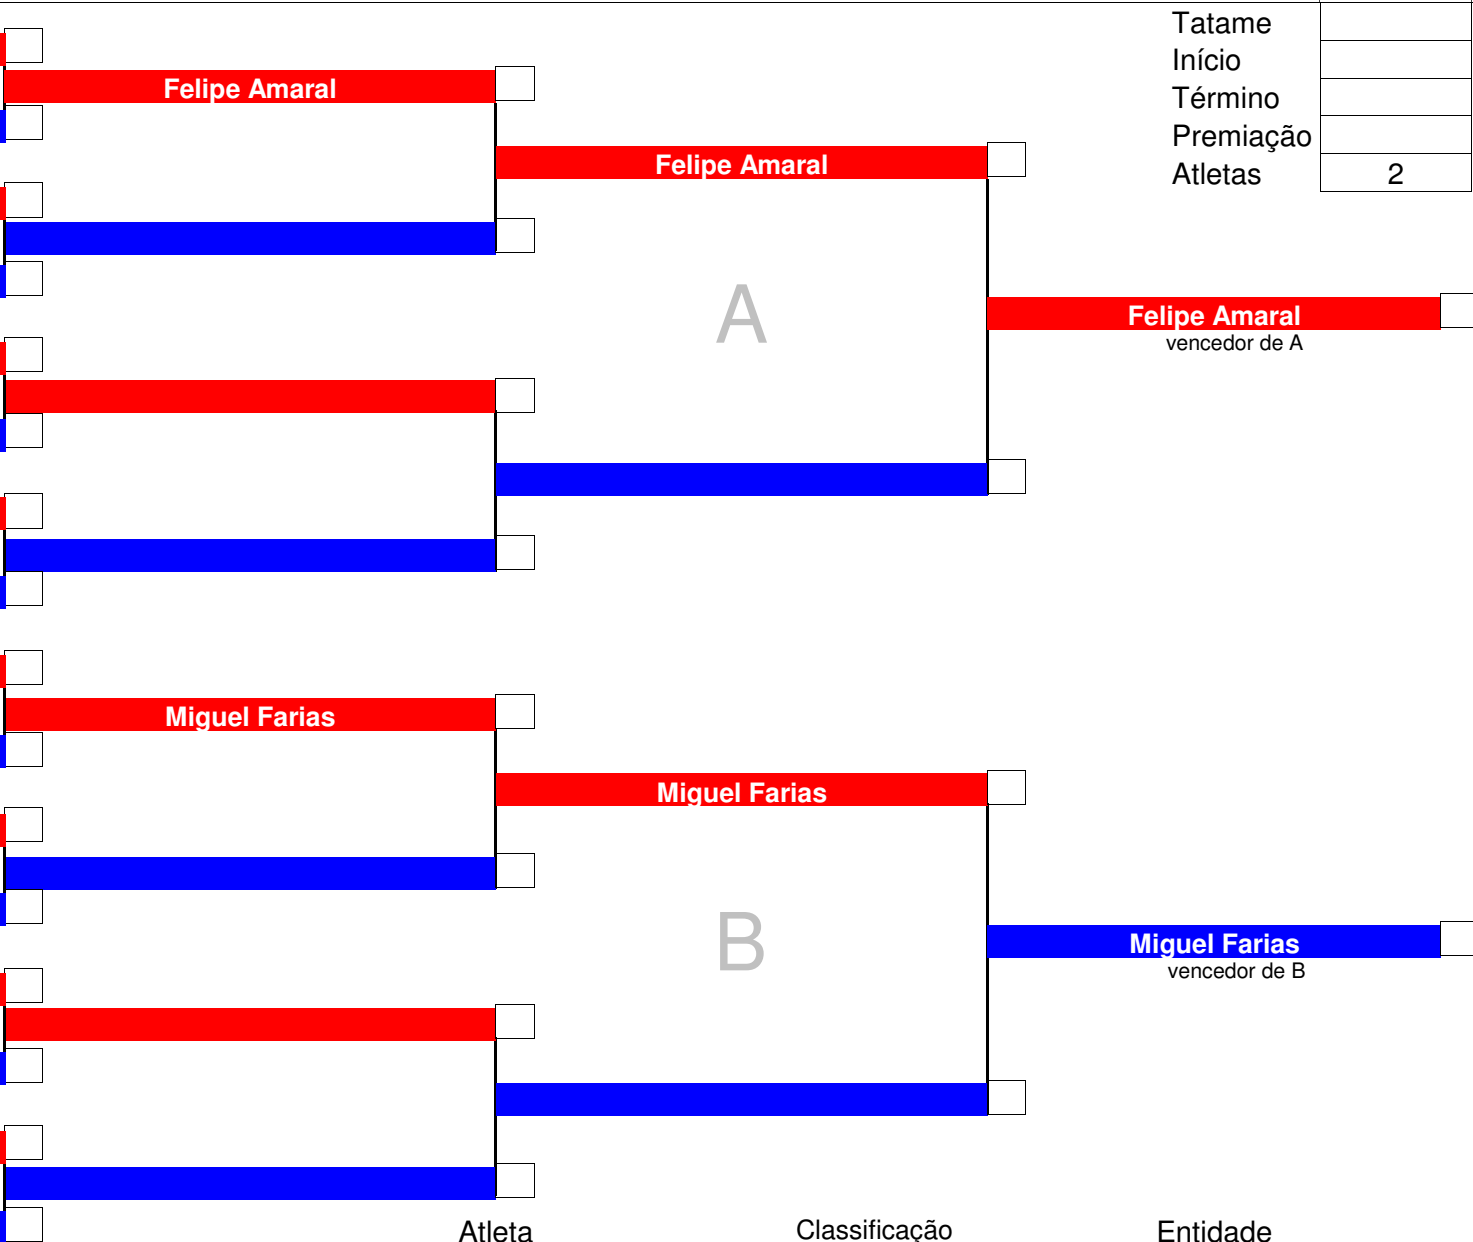 Tatame
Início
Felipe Amaral
Término
Premiação
Felipe Amaral
Atletas 2
A
Felipe Amaral
vencedor de A
Miguel Farias
Miguel Farias
B
Miguel Farias
vencedor de B
Atleta Classificação Entidade